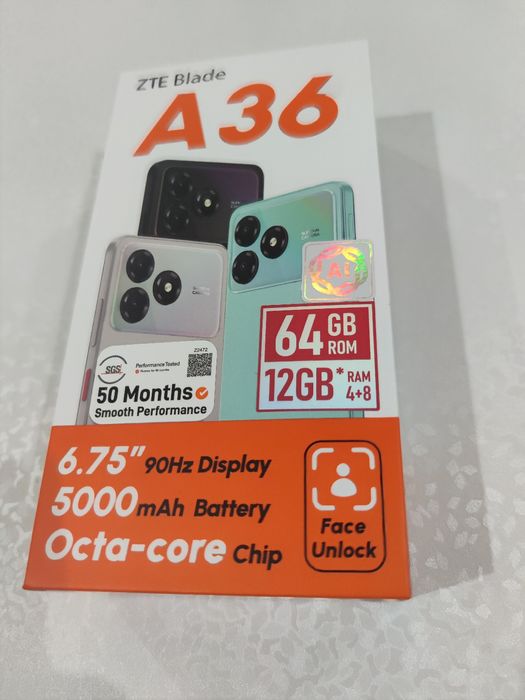 ZTE Blade
A36
AI
64 GB ROM
12GB* RAM 4+8
SGS
Performance Tested
Z2472
50 Months
Smooth Performance
6.75" 90Hz Display
5000mAh Battery
Octa-core Chip
Face
Unlock